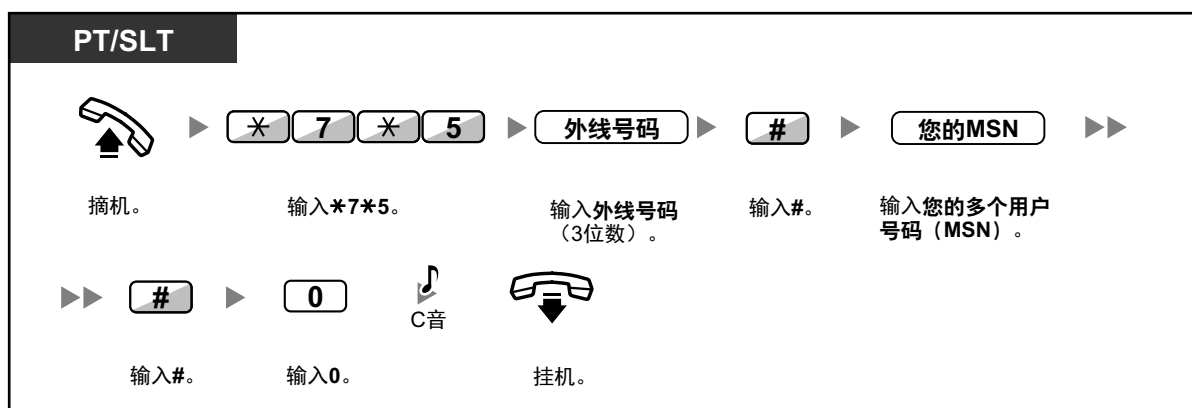 PT/SLT
* 7 * 5 外线号码 # 您的MSN
摘机。 输入*7*5。 输入外线号码 输入#。 输入您的多个用户
(3位数)。 号码(MSN)。
# 0
C音
输入#。 输入0。 挂机。